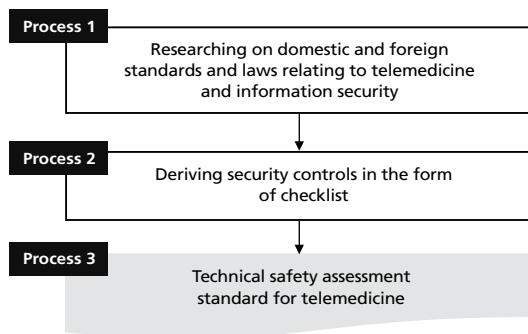 Process 1
Researching on domestic and foreign
standards and laws relating to telemedicine
and information security
Process 2
Deriving security controls in the form
of checklist
Process 3
Technical safety assessment
standard for telemedicine